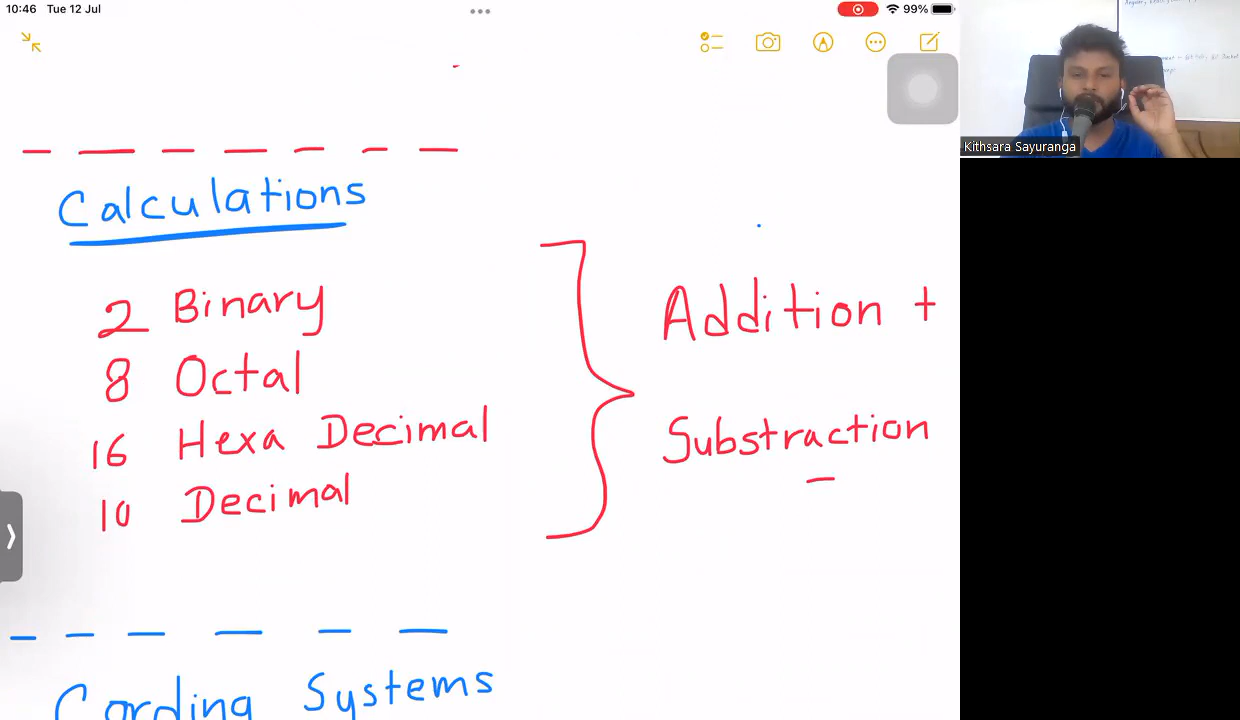 10:46 Tue 12 Jul
99%
Kithsara Sayuranga
Calculations
2 Binary
8 Octal
16 Hexa Decimal
10 Decimal
Addition +
Substraction
−
Cording Systems